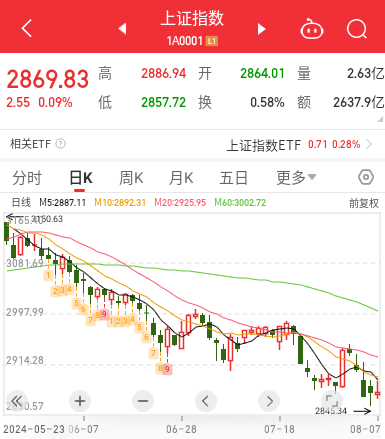 上证指数
1A0001 L1
2869.83 高 2886.94 开 2864.01 量 2.63亿
2.55 0.09% 低 2857.72 换 0.58% 额 2637.9亿
相关ETF ? 上证指数ETF 0.71 0.28%
分时 日K 周K 月K 五日 更多
日线 M5:2887.11 M10:2892.31 M20:2925.95 M60:3002.72 前复权
3150.63
3081.69
2997.99
2914.28
2845.34
2024-05-23 06-07 06-28 07-18 08-07